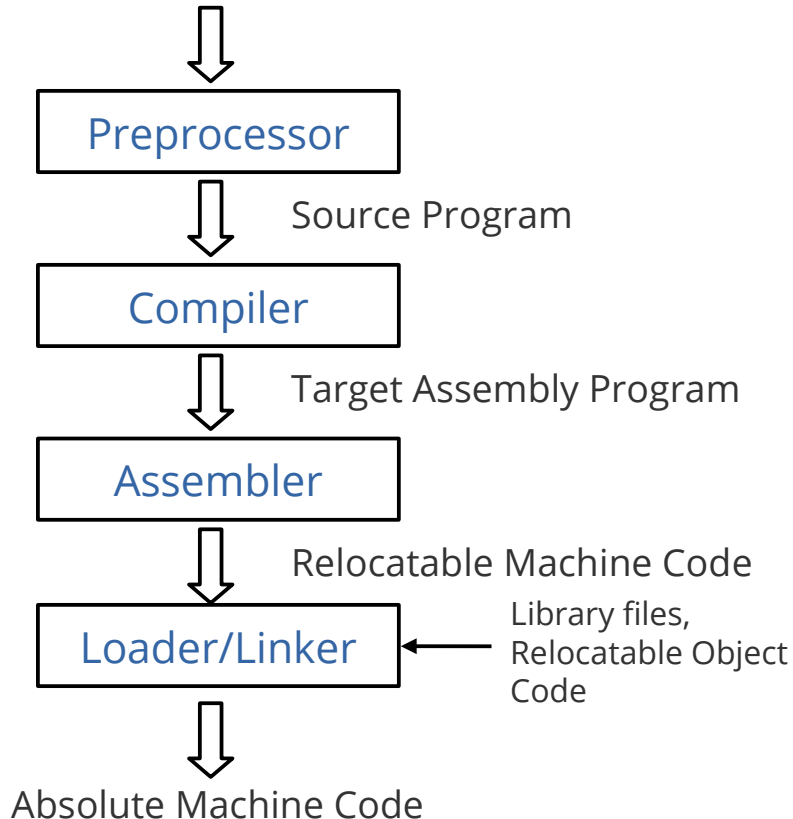 Preprocessor
Source Program
Compiler
Target Assembly Program
Assembler
Relocatable Machine Code
Loader/Linker
Library files,
Relocatable Object
Code
Absolute Machine Code